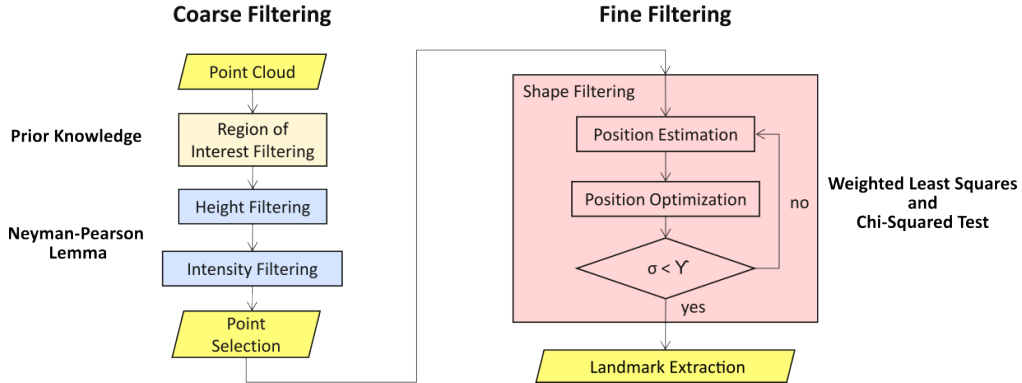 Coarse Filtering
Point Cloud
Prior Knowledge
Region of
Interest Filtering
Height Filtering
Neyman-Pearson
Lemma
Intensity Filtering
Point
Selection
Fine Filtering
Shape Filtering
Position Estimation
Position Optimization
no
σ < ϒ
yes
Weighted Least Squares
and
Chi-Squared Test
Landmark Extraction